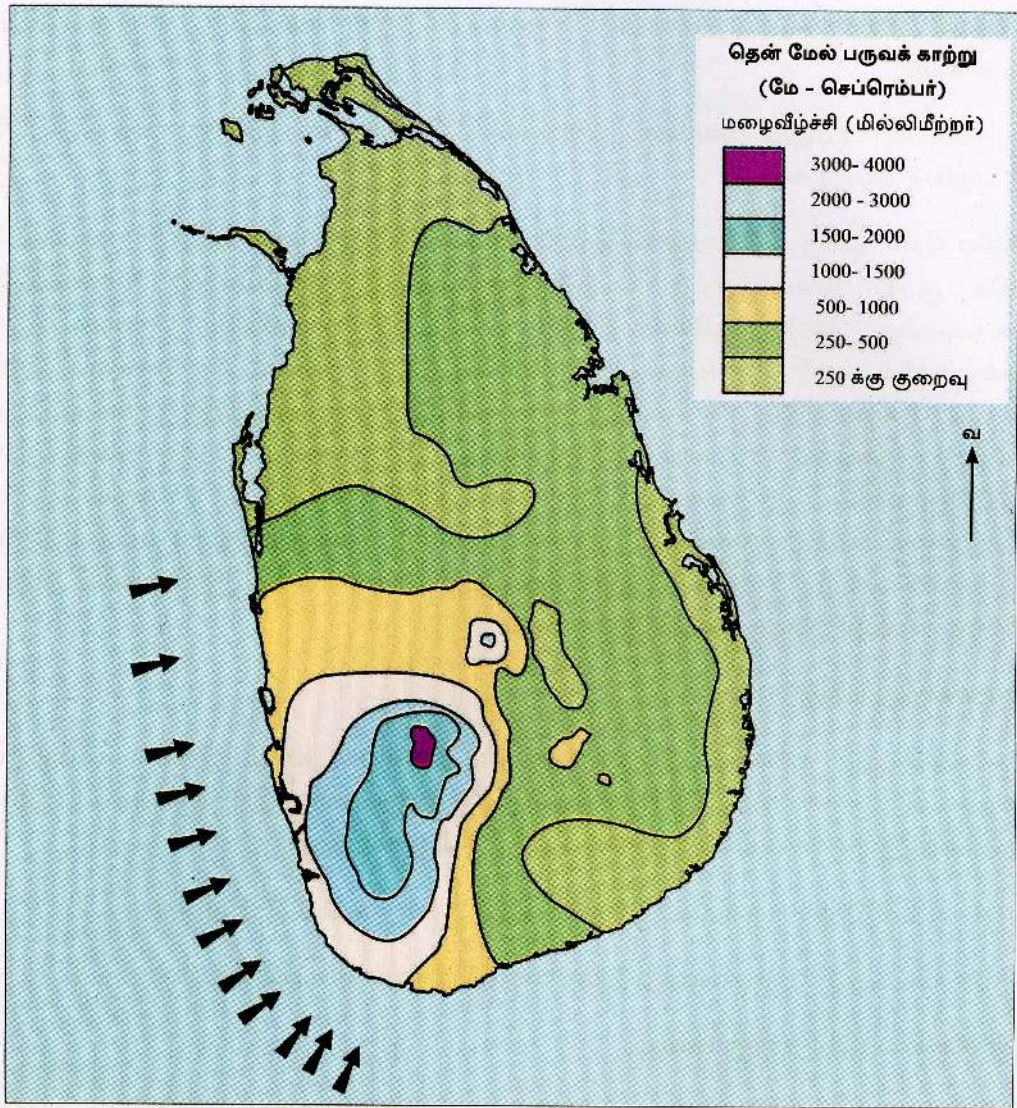 தென் மேல் பருவக் காற்று
(மே - செப்ரெம்பர்)
மழைவீழ்ச்சி (மில்லிமீற்றர்)
3000- 4000
2000 - 3000
1500- 2000
1000- 1500
500- 1000
250- 500
250 க்கு குறைவு
வ